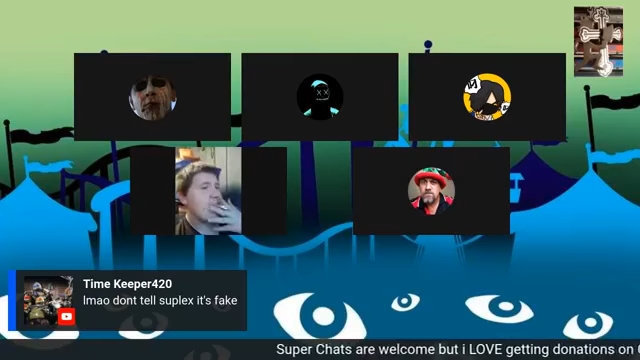 Time Keeper420
lmao dont tell suplex it's fake
Super Chats are welcome but i LOVE getting donations on